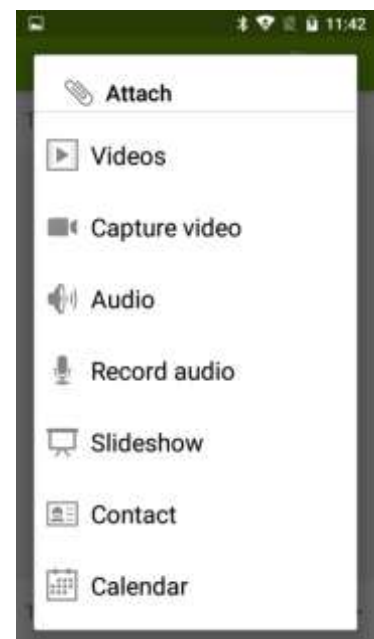 11:42
Attach
Videos
Capture video
Audio
Record audio
Slideshow
Contact
Calendar